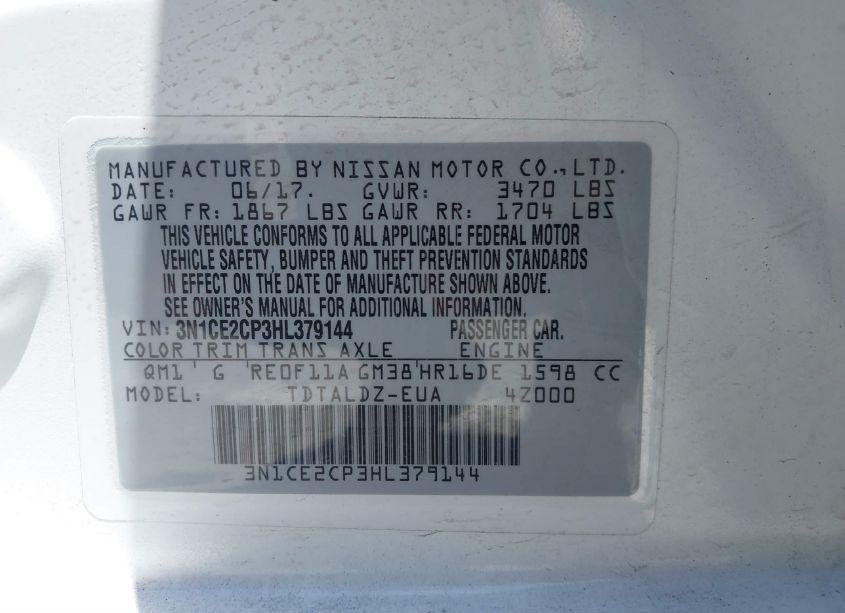 MANUFACTURED BY NISSAN MOTOR CO.,LTD.
DATE: 06/17. GVWR: 3470 LBS
GAWR FR: 1867 LBS GAWR RR: 1704 LBS
THIS VEHICLE CONFORMS TO ALL APPLICABLE FEDERAL MOTOR
VEHICLE SAFETY, BUMPER AND THEFT PREVENTION STANDARDS
IN EFFECT ON THE DATE OF MANUFACTURE SHOWN ABOVE.
SEE OWNER'S MANUAL FOR ADDITIONAL INFORMATION.
VIN: 3N1CE2CP3HL379144 PASSENGER CAR.
COLOR TRIM TRANS AXLE ENGINE
QM1 G RE0F11A GM38 HR16DE 1598 CC
MODEL: TDTALDZ-EUA 4Z000
3N1CE2CP3HL379144